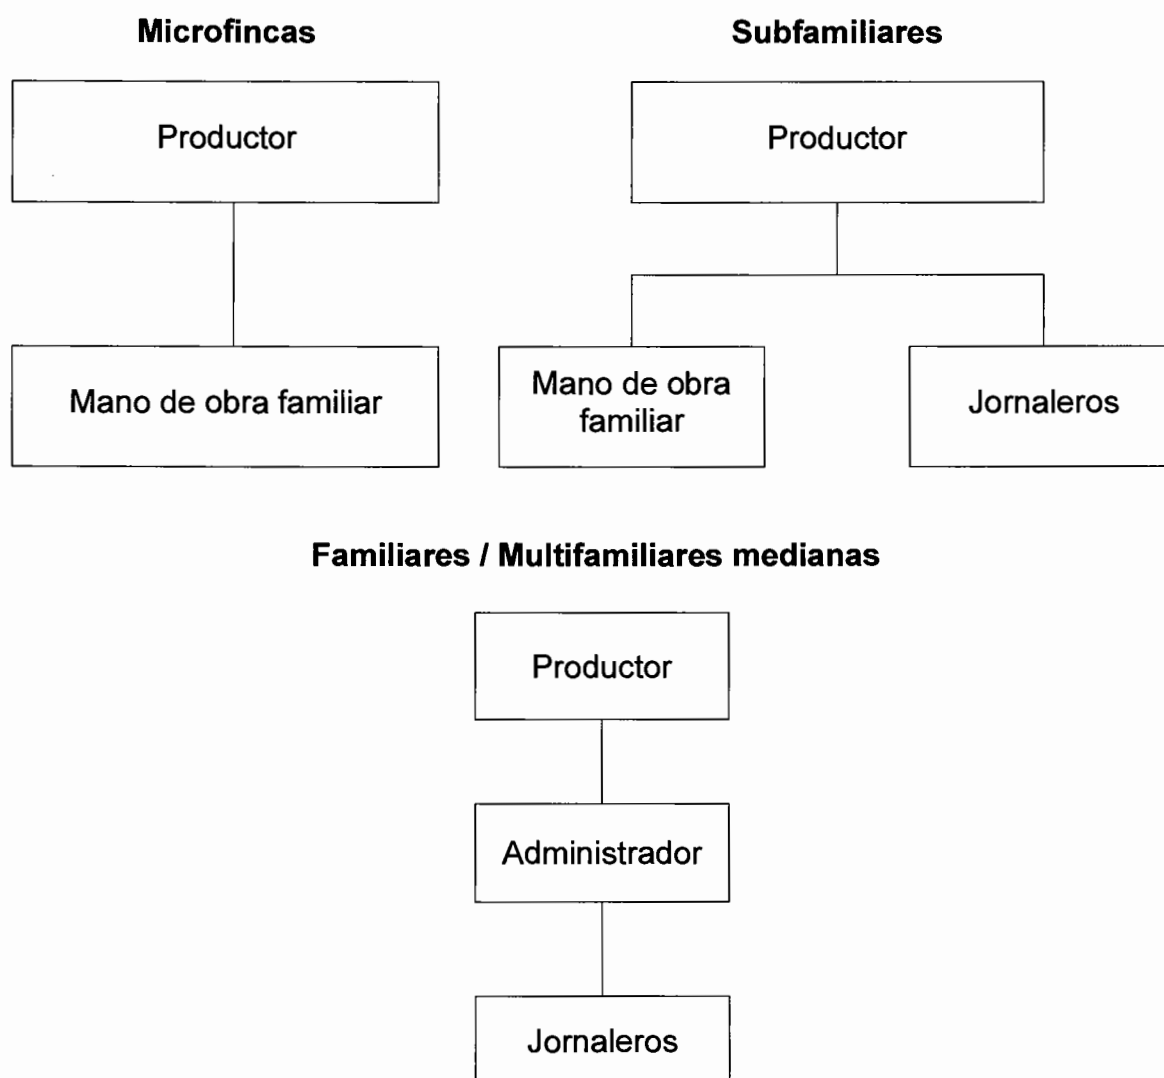 Microfincas
Productor
Mano de obra familiar
Subfamiliares
Productor
Mano de obra
familiar
Jornaleros
Familiares / Multifamiliares medianas
Productor
Administrador
Jornaleros